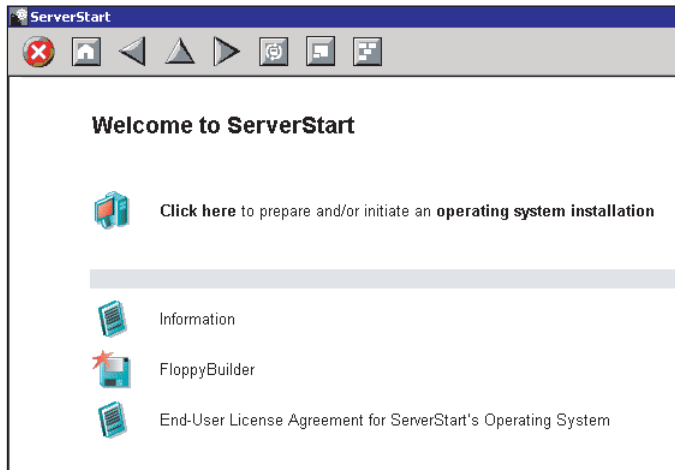 ServerStart
Welcome to ServerStart
Click here to prepare and/or initiate an operating system installation
Information
FloppyBuilder
End-User License Agreement for ServerStart's Operating System